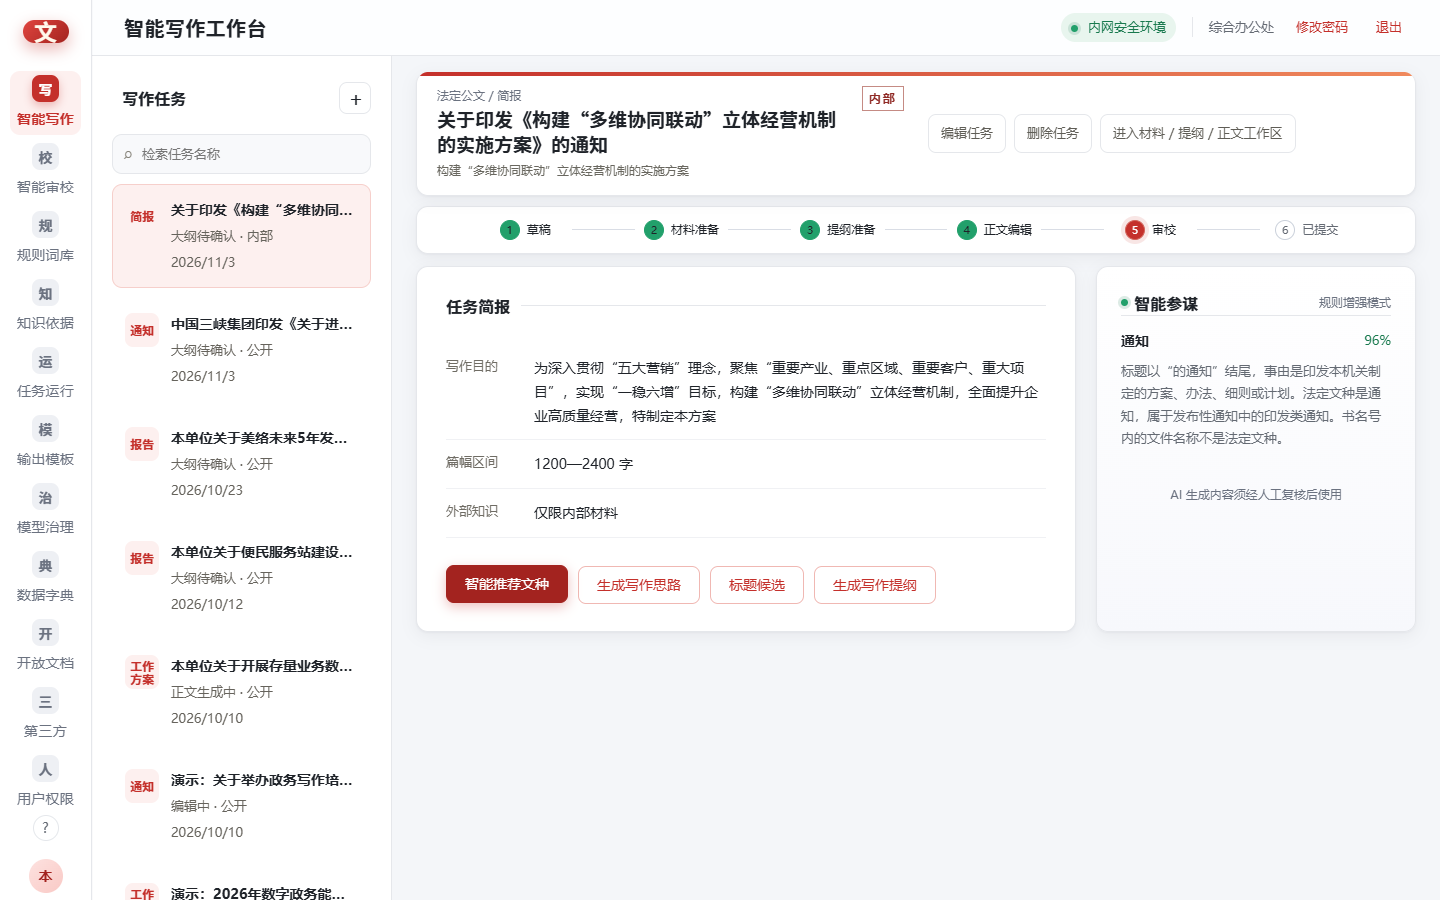 文
智能写作工作台
内网安全环境
综合办公处
修改密码
退出
写
智能写作
校
智能审校
规
规则词库
知
知识依据
运
任务运行
模
输出模板
治
模型治理
典
数据字典
开
开放文档
三
第三方
人
用户权限
?
本
写作任务
+
检索任务名称
简报
关于印发《构建“多维协同...
大纲待确认 · 内部
2026/11/3
通知
中国三峡集团印发《关于进...
大纲待确认 · 公开
2026/11/3
报告
本单位关于美络未来5年发...
大纲待确认 · 公开
2026/10/23
报告
本单位关于便民服务站建设...
大纲待确认 · 公开
2026/10/12
工作
方案
本单位关于开展存量业务数...
正文生成中 · 公开
2026/10/10
通知
演示：关于举办政务写作培...
编辑中 · 公开
2026/10/10
工作
演示：2026年数字政务能...
法定公文 / 简报
关于印发《构建“多维协同联动”立体经营机制
的实施方案》的通知
构建“多维协同联动”立体经营机制的实施方案
内部
编辑任务
删除任务
进入材料 / 提纲 / 正文工作区
1 草稿
2 材料准备
3 提纲准备
4 正文编辑
5 审校
6 已提交
任务简报
写作目的
为深入贯彻“五大营销”理念，聚焦“重要产业、重点区域、重要客户、重大项
目”，实现“一稳六增”目标，构建“多维协同联动”立体经营机制，全面提升企
业高质量经营，特制定本方案
篇幅区间
1200—2400 字
外部知识
仅限内部材料
智能推荐文种
生成写作思路
标题候选
生成写作提纲
智能参谋
规则增强模式
通知
96%
标题以“的通知”结尾，事由是印发本机关制
定的方案、办法、细则或计划。法定文种是通
知，属于发布性通知中的印发类通知。书名号
内的文件名称不是法定文种。
AI 生成内容须经人工复核后使用